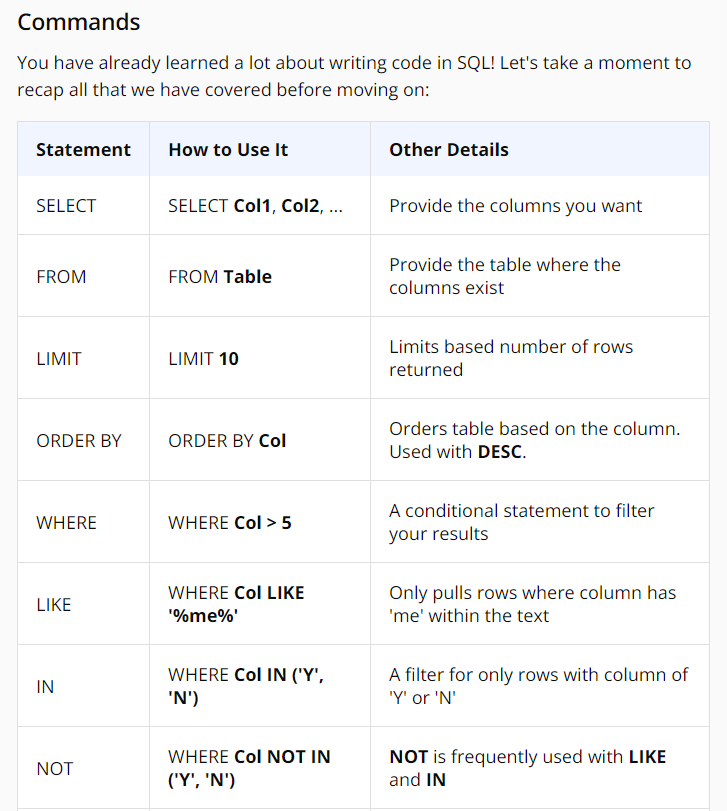 Commands
You have already learned a lot about writing code in SQL! Let's take a moment to
recap all that we have covered before moving on:
Statement How to Use It Other Details
SELECT SELECT Col1, Col2, ... Provide the columns you want
FROM FROM Table Provide the table where the
columns exist
LIMIT LIMIT 10 Limits based number of rows
returned
ORDER BY ORDER BY Col Orders table based on the column.
Used with DESC.
WHERE WHERE Col > 5 A conditional statement to filter
your results
LIKE WHERE Col LIKE
'%me%' Only pulls rows where column has
'me' within the text
IN WHERE Col IN ('Y',
'N') A filter for only rows with column of
'Y' or 'N'
NOT WHERE Col NOT IN
('Y', 'N') NOT is frequently used with LIKE
and IN